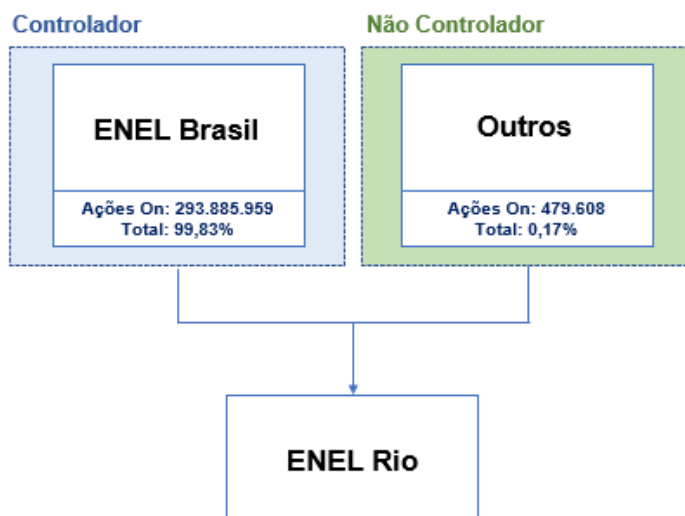 Controlador
Não Controlador
ENEL Brasil
Ações On: 293.885.959
Total: 99,83%
Outros
Ações On: 479.608
Total: 0,17%
ENEL Rio